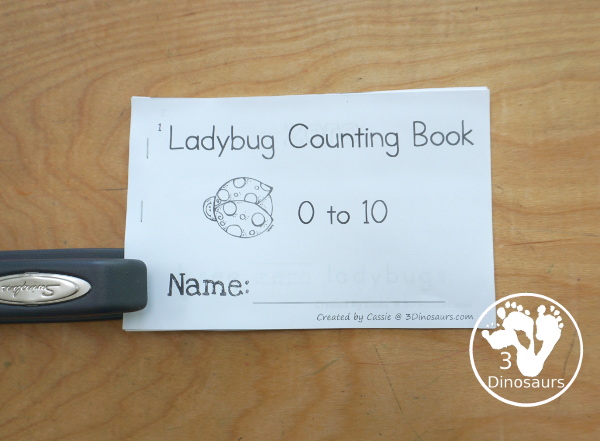 1
Ladybug Counting Book
0 to 10
Name:
Created by Cassie @ 3Dinosaurs.com
3
Dinosaurs